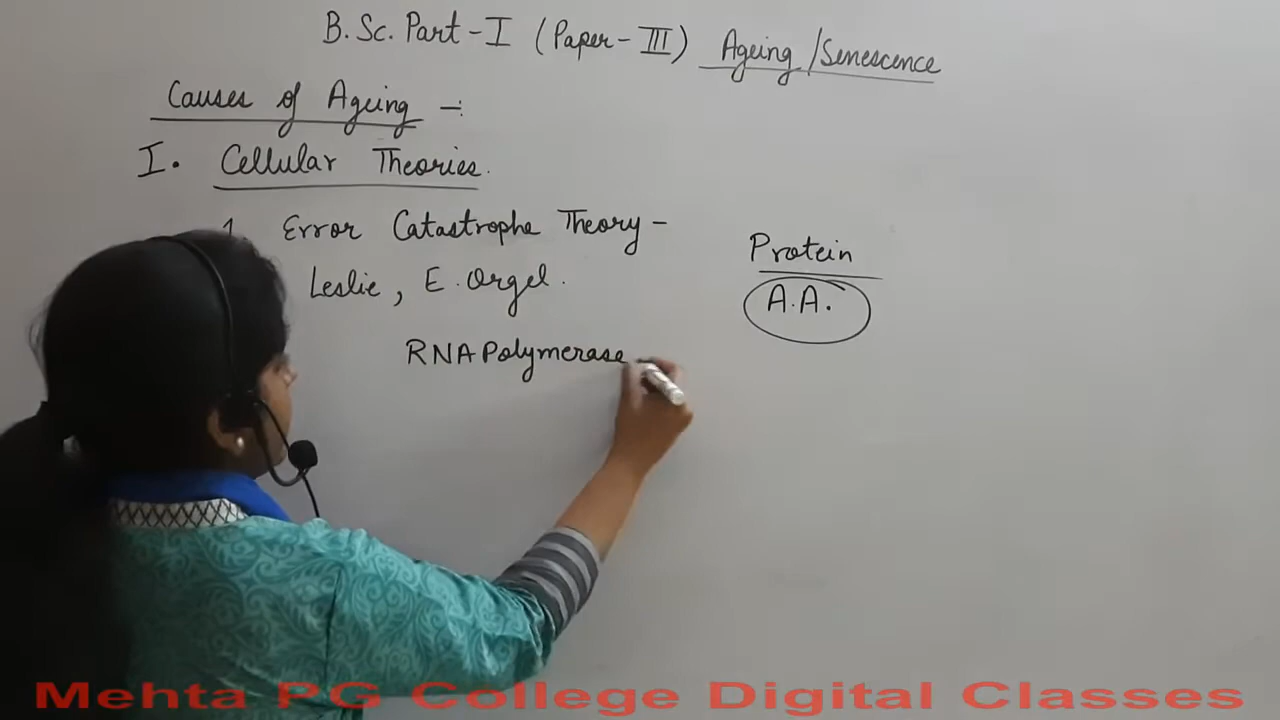 B.Sc. Part-I (Paper-III) Ageing/Senescence
Causes of Ageing -:
I. Cellular Theories.
1. Error Catastrophe Theory-
Leslie, E. Orgel.
RNA Polymerase
Protein
A.A.
Mehta PG College Digital Classes